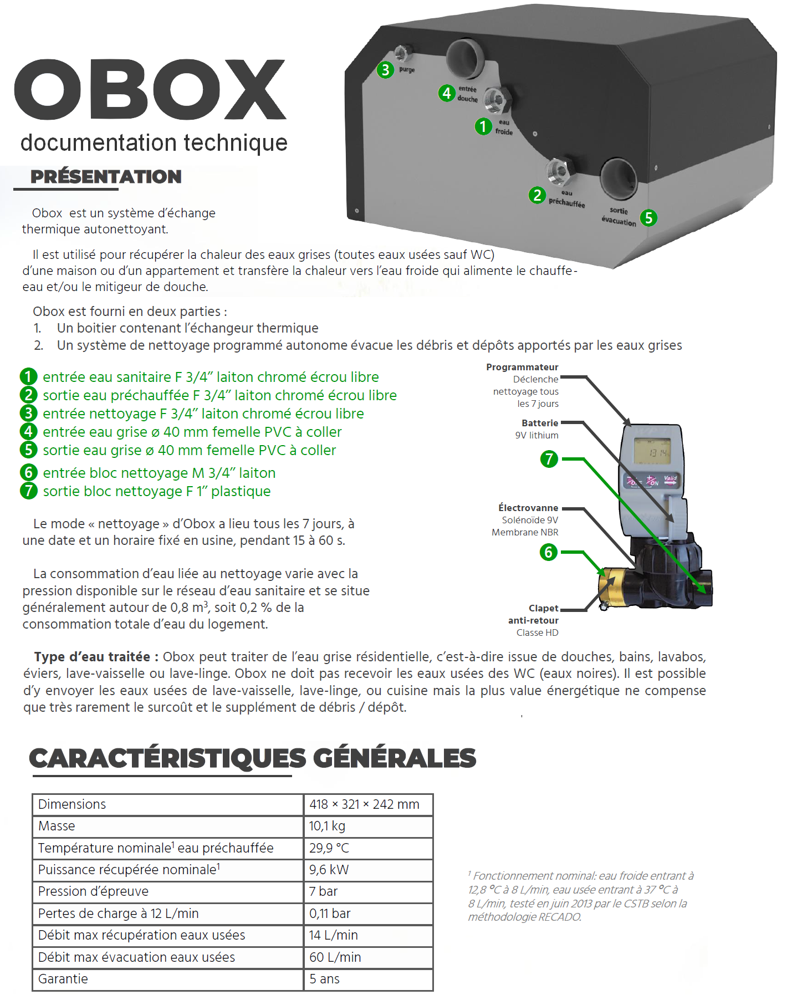 OBOX
documentation technique
3
purge
4
entrée
douche
1
eau
froide
2
eau
préchauffée
sortie
évacuation
5
PRÉSENTATION
Obox est un système d’échange
thermique autonettoyant.
Il est utilisé pour récupérer la chaleur des eaux grises (toutes eaux usées sauf WC)
d’une maison ou d’un appartement et transfère la chaleur vers l’eau froide qui alimente le chauffe-
eau et/ou le mitigeur de douche.
Obox est fourni en deux parties :
1. Un boitier contenant l’échangeur thermique
2. Un système de nettoyage programmé autonome évacue les débris et dépôts apportés par les eaux grises
1 entrée eau sanitaire F 3/4’’ laiton chromé écrou libre
2 sortie eau préchauffée F 3/4’’ laiton chromé écrou libre
3 entrée nettoyage F 3/4’’ laiton chromé écrou libre
4 entrée eau grise ø 40 mm femelle PVC à coller
5 sortie eau grise ø 40 mm femelle PVC à coller
6 entrée bloc nettoyage M 3/4’’ laiton
7 sortie bloc nettoyage F 1’’ plastique
Programmateur
Déclenche
nettoyage tous
les 7 jours
Batterie
9V lithium
7
1314
OFF
+
ON
Valid
Électrovanne
Solénoïde 9V
Membrane NBR
6
Clapet
anti-retour
Classe HD
Le mode « nettoyage » d’Obox a lieu tous les 7 jours, à
une date et un horaire fixé en usine, pendant 15 à 60 s.
La consommation d’eau liée au nettoyage varie avec la
pression disponible sur le réseau d’eau sanitaire et se situe
généralement autour de 0,8 m³, soit 0,2 % de la
consommation totale d’eau du logement.
Type d’eau traitée : Obox peut traiter de l’eau grise résidentielle, c’est-à-dire issue de douches, bains, lavabos,
éviers, lave-vaisselle ou lave-linge. Obox ne doit pas recevoir les eaux usées des WC (eaux noires). Il est possible
d’y envoyer les eaux usées de lave-vaisselle, lave-linge, ou cuisine mais la plus value énergétique ne compense
que très rarement le surcoût et le supplément de débris / dépôt.
CARACTÉRISTIQUES GÉNÉRALES
Dimensions 418 × 321 × 242 mm
Masse 10,1 kg
Température nominale¹ eau préchauffée 29,9 °C
Puissance récupérée nominale¹ 9,6 kW
Pression d’épreuve 7 bar
Pertes de charge à 12 L/min 0,11 bar
Débit max récupération eaux usées 14 L/min
Débit max évacuation eaux usées 60 L/min
Garantie 5 ans
¹ Fonctionnement nominal: eau froide entrant à
12,8 °C à 8 L/min, eau usée entrant à 37 °C à
8 L/min, testé en juin 2013 par le CSTB selon la
méthodologie RECADO.